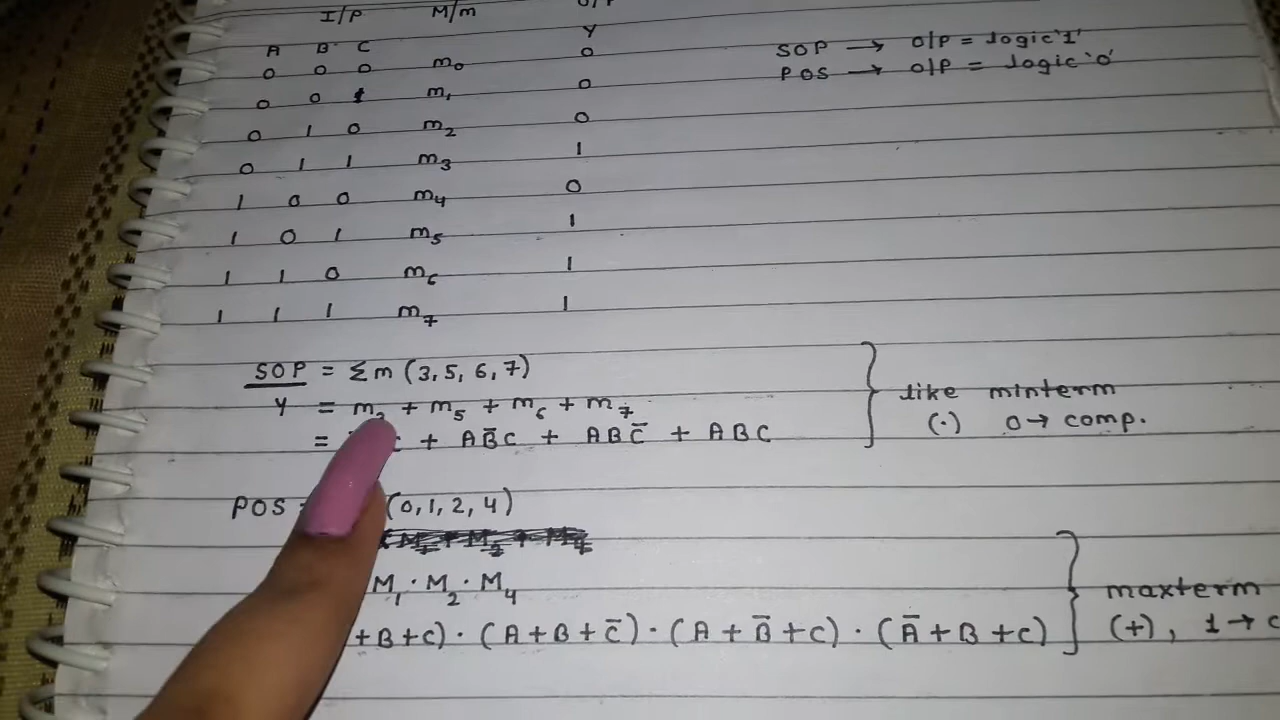 I/P M/m O/P
A B C Y
0 0 0 m0 0
0 0 1 m1 0
0 1 0 m2 0
0 1 1 m3 1
1 0 0 m4 0
1 0 1 m5 1
1 1 0 m6 1
1 1 1 m7 1
SOP → O/P = logic '1'
POS → O/P = logic '0'
SOP = Σm (3, 5, 6, 7)
Y = m3 + m5 + m6 + m7
= C + AB̅C + ABC̅ + ABC
like minterm
(·) 0 → comp.
POS = (0, 1, 2, 4)
M1 · M2 · M4
+ B + C) · (A + B + C̅) · (A + B̅ + C) · (A̅ + B + C)
maxterm
(+), 1 → c